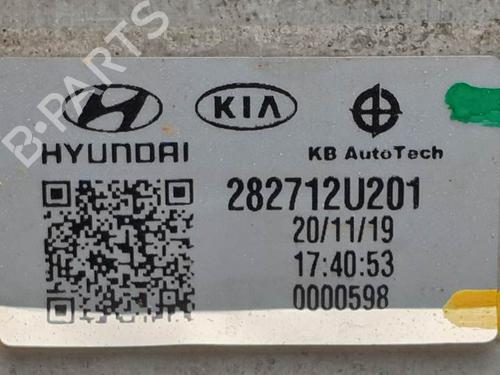 B-PARTS
HYUNDAI
KIA
KB AutoTech
282712U201
20/11/19
17:40:53
0000598